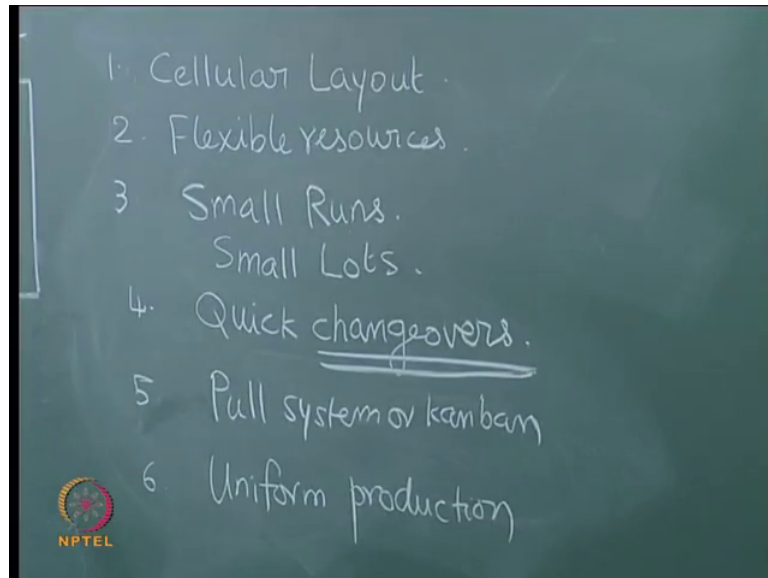 1. Cellular Layout.
2. Flexible resources.
3 Small Runs.
Small Lots.
4. Quick changeovers.
5 Pull system or kanban
6. Uniform production
NPTEL